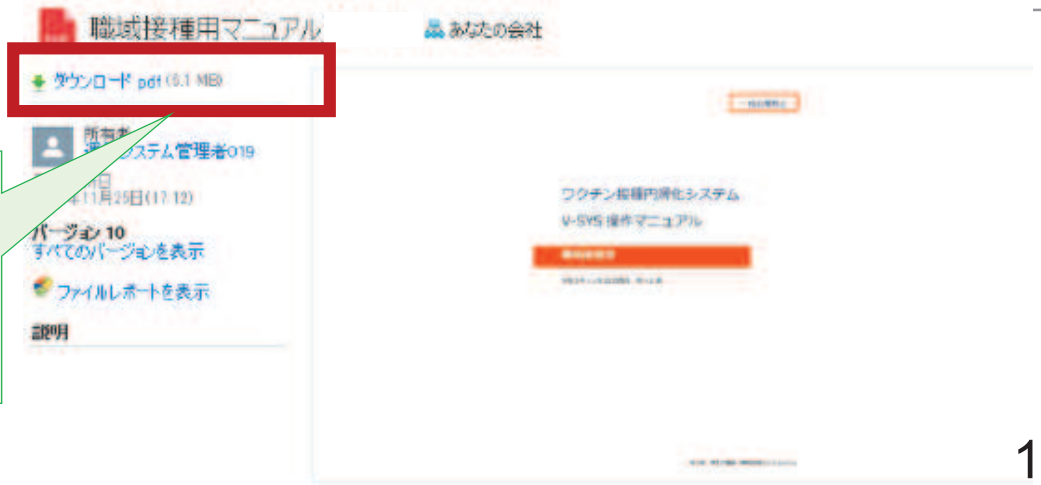 職域接種用マニュアル
あなたの会社
ダウンロード pdf (6.1 MB)
所有者
システム管理者019
11月25日(17:12)
バージョン 10
すべてのバージョンを表示
ファイルレポートを表示
説明
ワクチン接種円滑化システム
V-SYS 操作マニュアル
1